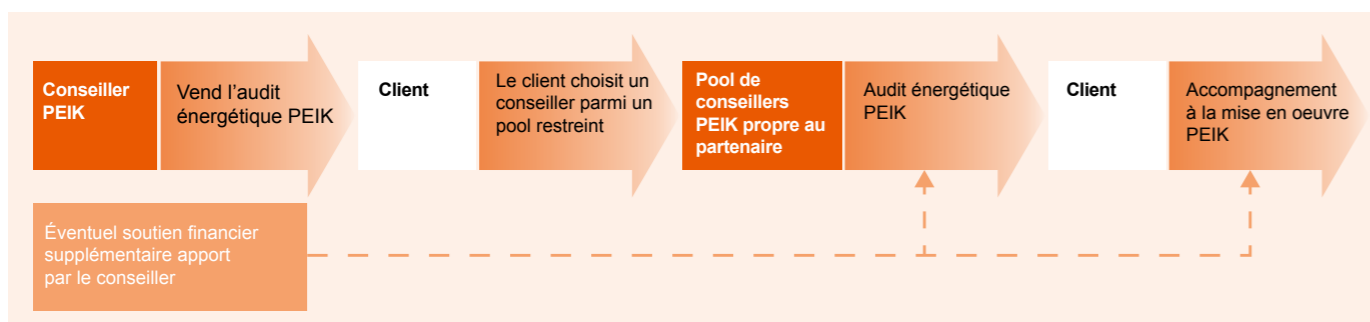 Conseiller
PEIK
Vend l’audit
énergétique PEIK
Client
Le client choisit un
conseiller parmi un
pool restreint
Pool de
conseillers
PEIK propre au
partenaire
Audit énergétique
PEIK
Client
Accompagnement
à la mise en oeuvre
PEIK
Éventuel soutien financier
supplémentaire apport
par le conseiller